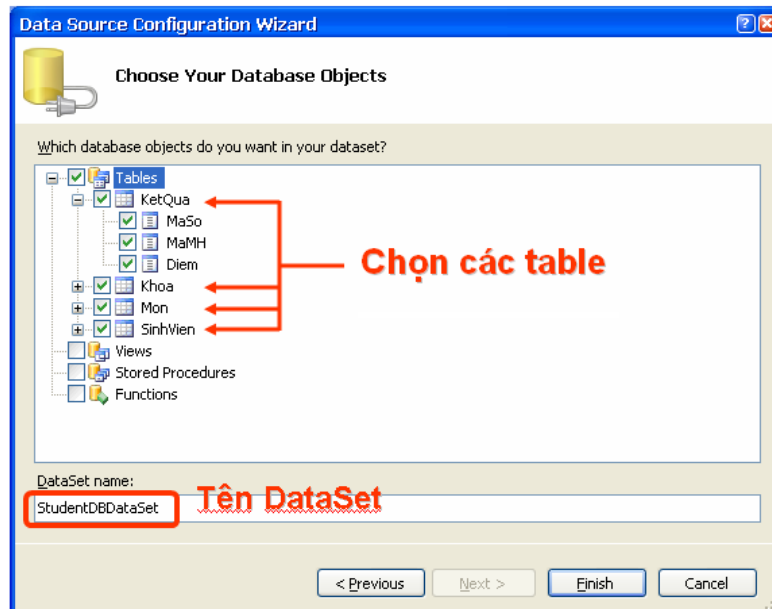 Data Source Configuration Wizard
Choose Your Database Objects
Which database objects do you want in your dataset?
Tables
KetQua
MaSo
MaMH
Diem
Chọn các table
Khoa
Mon
SinhVien
Views
Stored Procedures
Functions
DataSet name:
Tên DataSet
StudentDBDataSet
< Previous
Next >
Finish
Cancel